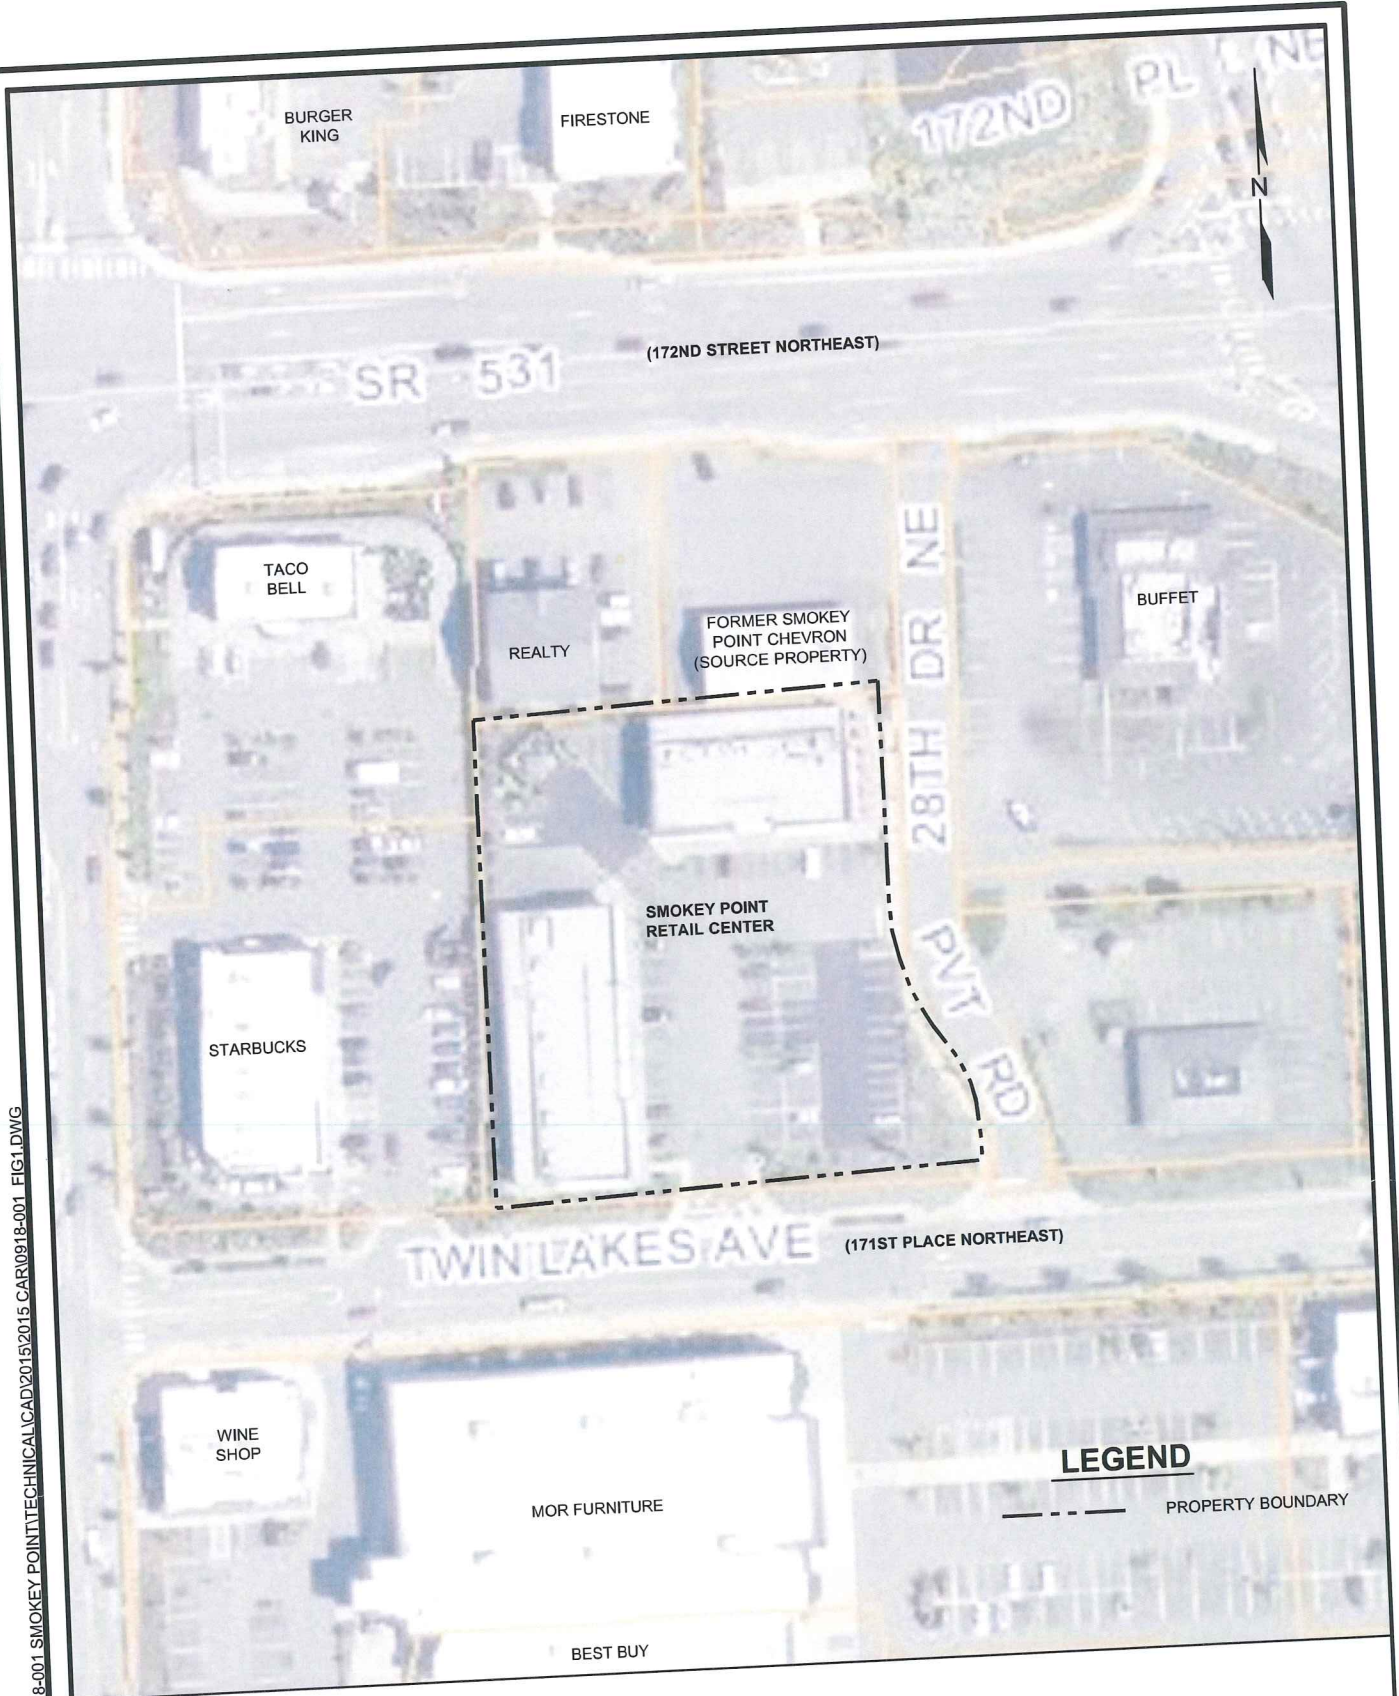 BURGER
KING
FIRESTONE
172ND PL NE
N
(172ND STREET NORTHEAST)
SR 531
TACO
BELL
REALTY
FORMER SMOKEY
POINT CHEVRON
(SOURCE PROPERTY)
BUFFET
28TH DR NE
PVT RD
SMOKEY POINT
RETAIL CENTER
STARBUCKS
TWIN LAKES AVE
(171ST PLACE NORTHEAST)
WINE
SHOP
MOR FURNITURE
BEST BUY
LEGEND
PROPERTY BOUNDARY
8-001 SMOKEY POINT\TECHNICAL\CAD\2015\2015 CAR\0918-001_FIG1.DWG